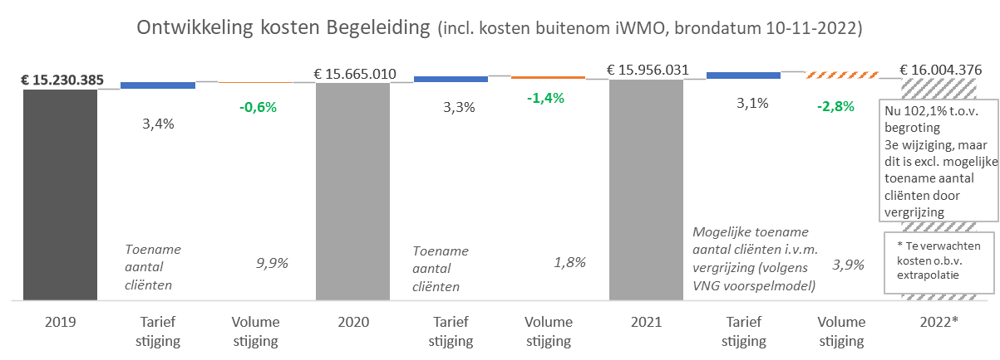 Ontwikkeling kosten Begeleiding (incl. kosten buitenom iWMO, brondatum 10-11-2022)
€ 15.230.385
€ 15.665.010
€ 15.956.031
€ 16.004.376
3,4%
-0,6%
3,3%
-1,4%
3,1%
-2,8%
Nu 102,1% t.o.v.
begroting
3e wijziging, maar
dit is excl. mogelijke
toename aantal
cliënten door
vergrijzing
Toename
aantal
cliënten
9,9%
Toename
aantal
cliënten
1,8%
Mogelijke toename
aantal cliënten i.v.m.
vergrijzing (volgens
VNG voorspelmodel)
3,9%
* Te verwachten
kosten o.b.v.
extrapolatie
2019
Tarief
stijging
Volume
stijging
2020
Tarief
stijging
Volume
stijging
2021
Tarief
stijging
Volume
stijging
2022*